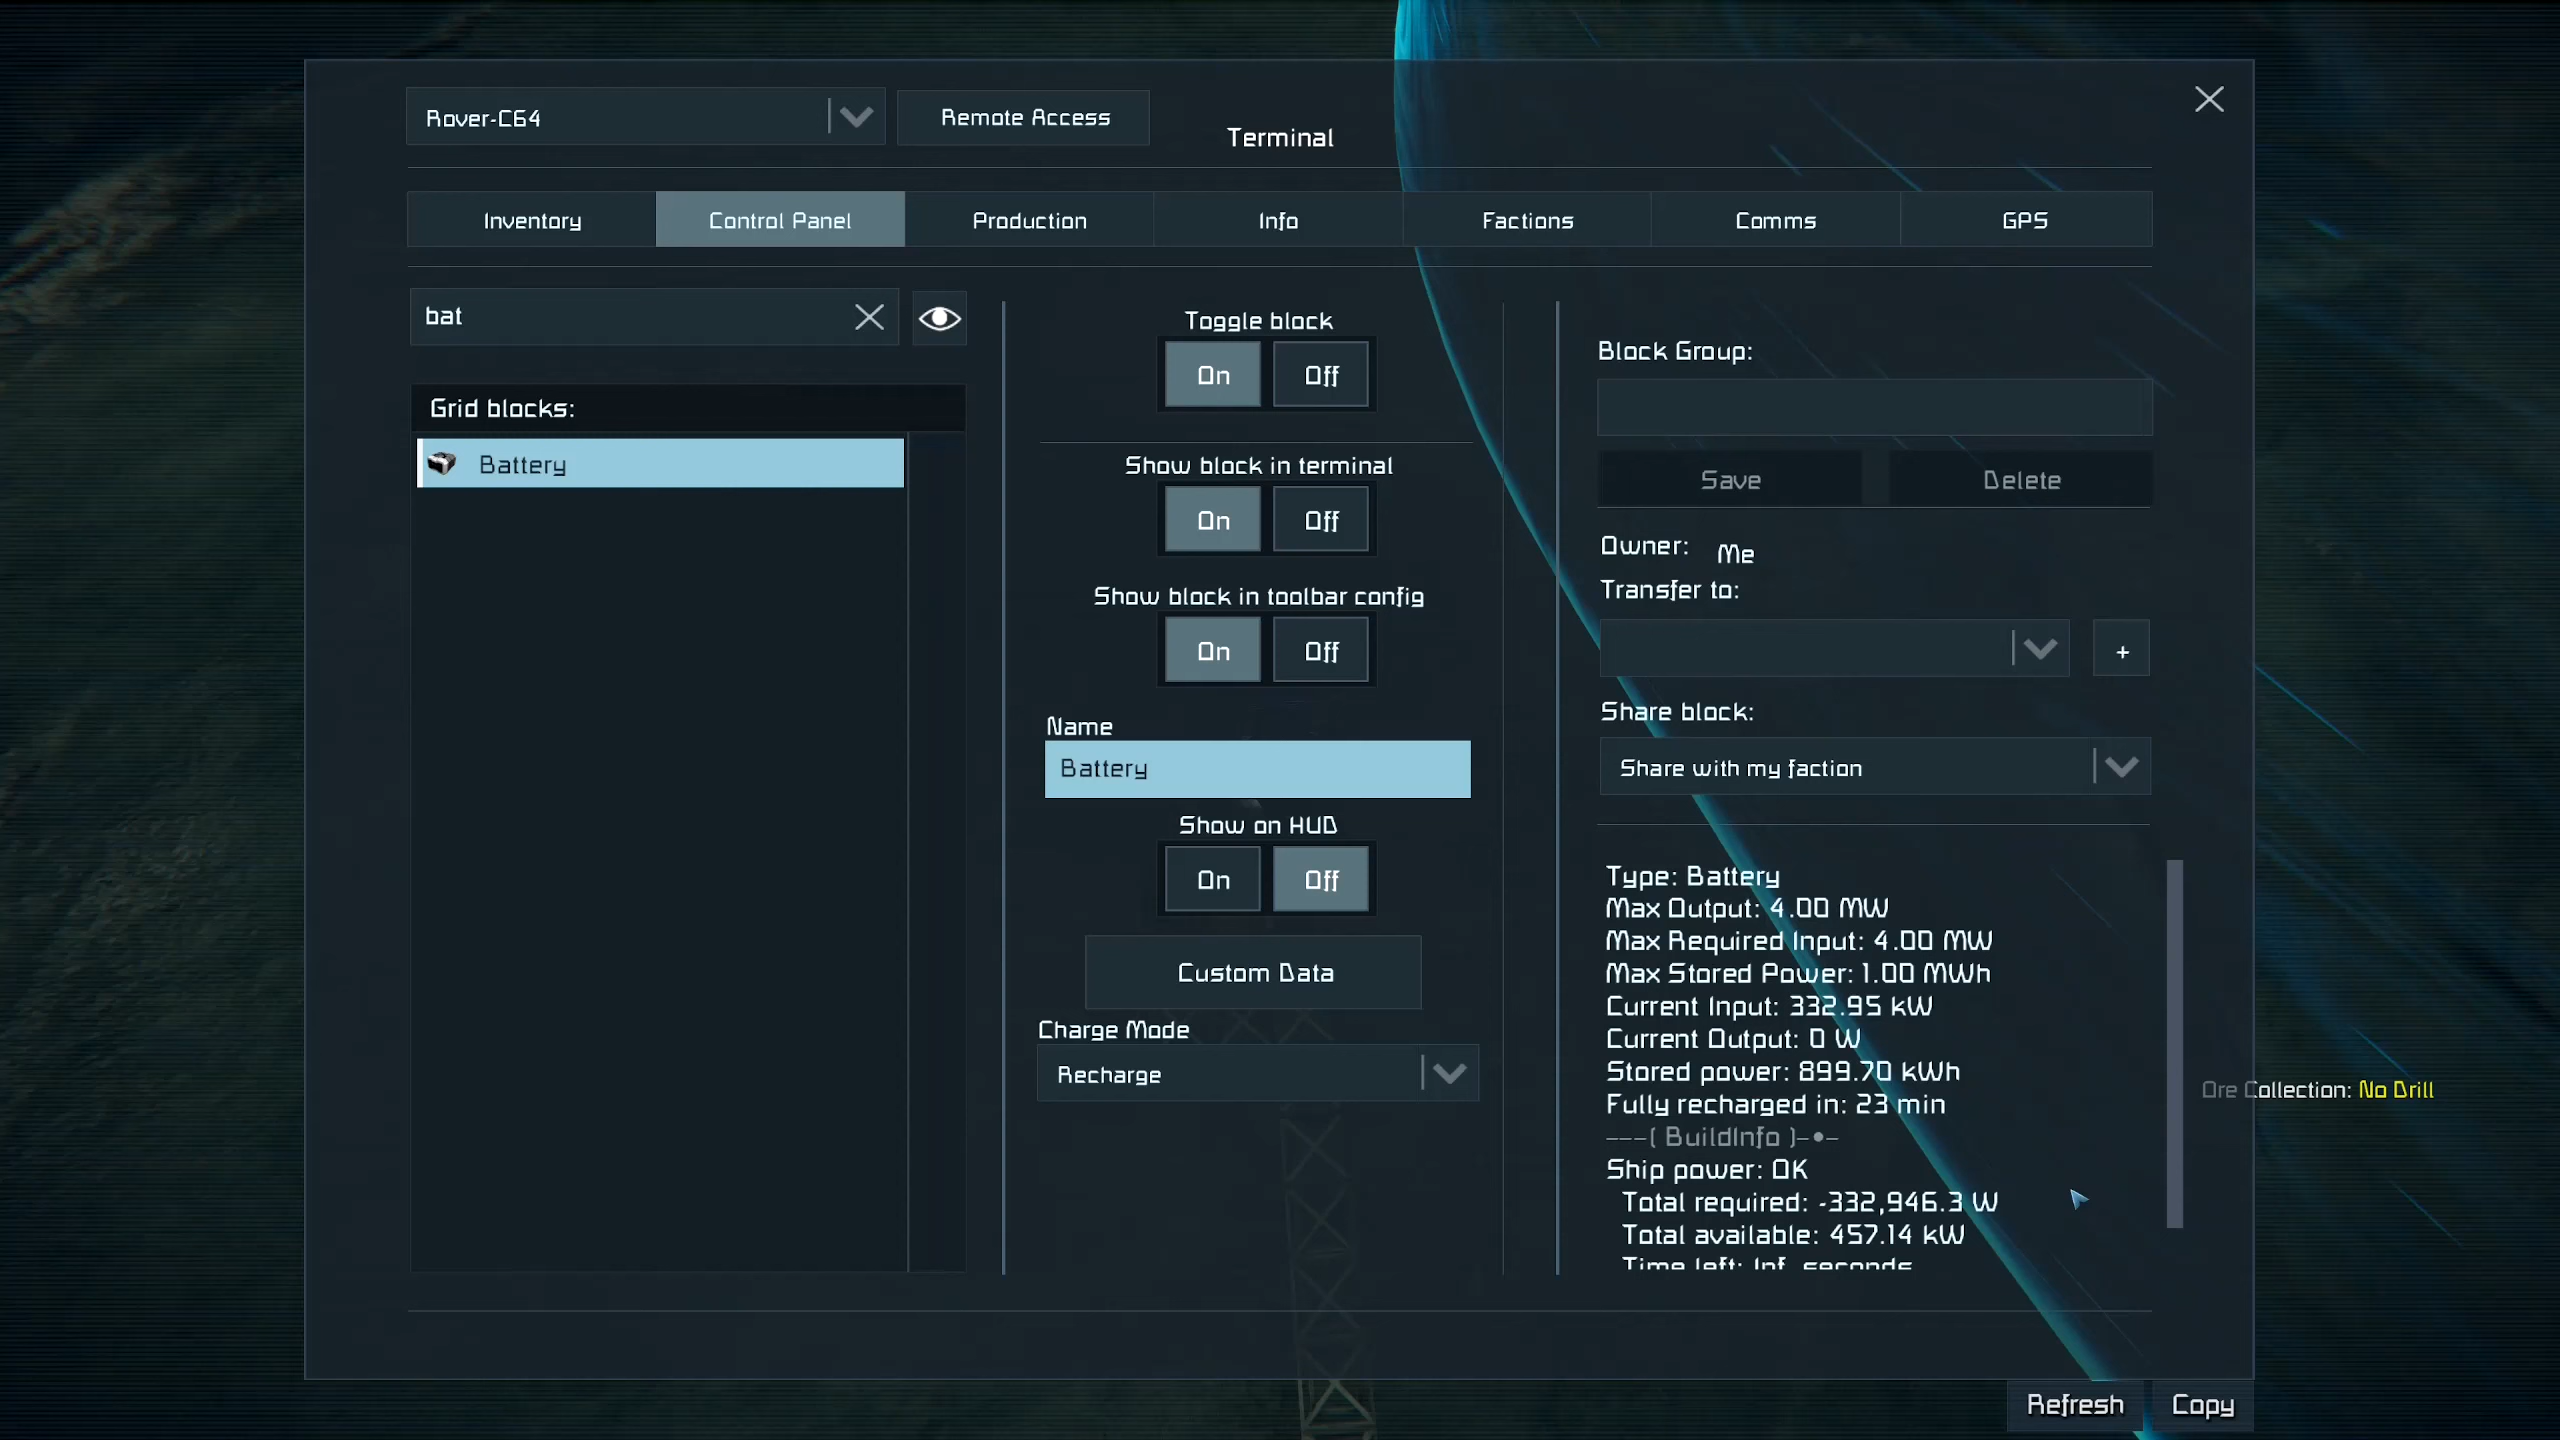 Rover-C64
Remote Access
Terminal
Inventory
Control Panel
Production
Info
Factions
Comms
GPS
bat
Grid blocks:
Battery
Toggle block
On
Off
Show block in terminal
On
Off
Show block in toolbar config
On
Off
Name
Battery
Show on HUD
On
Off
Custom Data
Charge Mode
Recharge
Block Group:
Save
Delete
Owner: Me
Transfer to:
+
Share block:
Share with my faction
Type: Battery
Max Output: 4.00 MW
Max Required Input: 4.00 MW
Max Stored Power: 1.00 MWh
Current Input: 332.95 kW
Current Output: 0 W
Stored power: 899.70 kWh
Fully recharged in: 23 min
---( BuildInfo )-•-
Ship power: OK
Total required: -332,946.3 W
Total available: 457.14 kW
Time left: Inf. seconds
Ore Collection: No Drill
Refresh
Copy